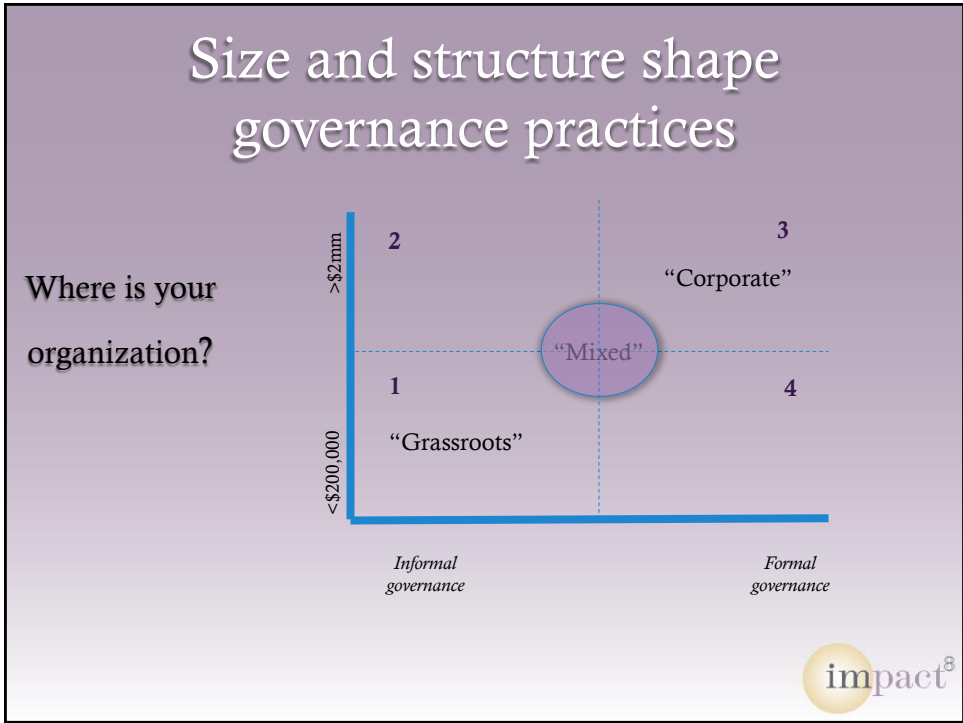 Size and structure shape
governance practices
Where is your
organization?
>$2mm
<$200,000
2
3
“Corporate”
“Mixed”
1
4
“Grassroots”
Informal
governance
Formal
governance
impact
8